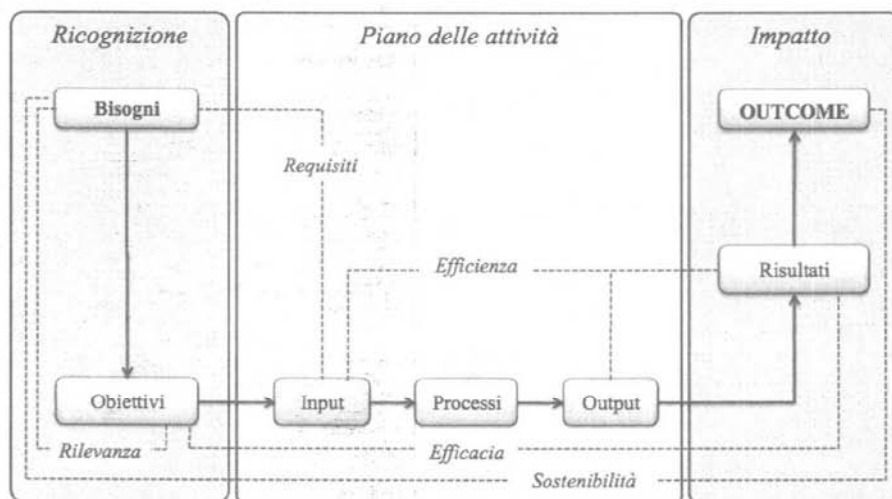 Ricognizione
Piano delle attività
Impatto
Bisogni
OUTCOME
Requisiti
Efficienza
Risultati
Obiettivi
Input
Processi
Output
Rilevanza
Efficacia
Sostenibilità